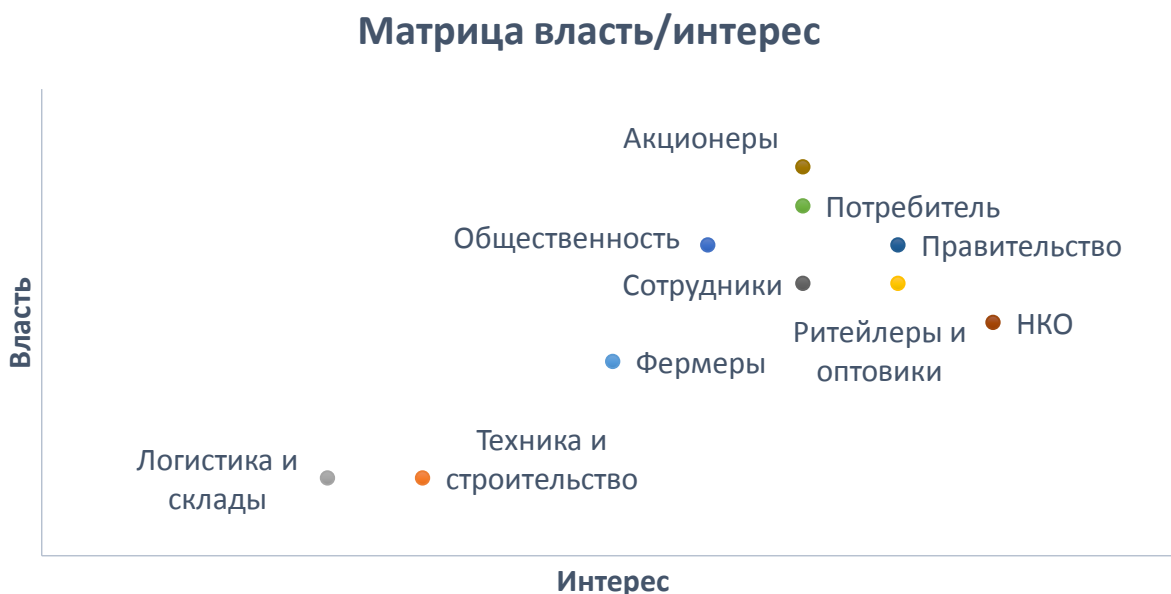 Матрица власть/интерес
Акционеры
Потребитель
Общественность
Правительство
Сотрудники
Ритейлеры и
оптовики
НКО
Фермеры
Власть
Техника и
строительство
Логистика и
склады
Интерес